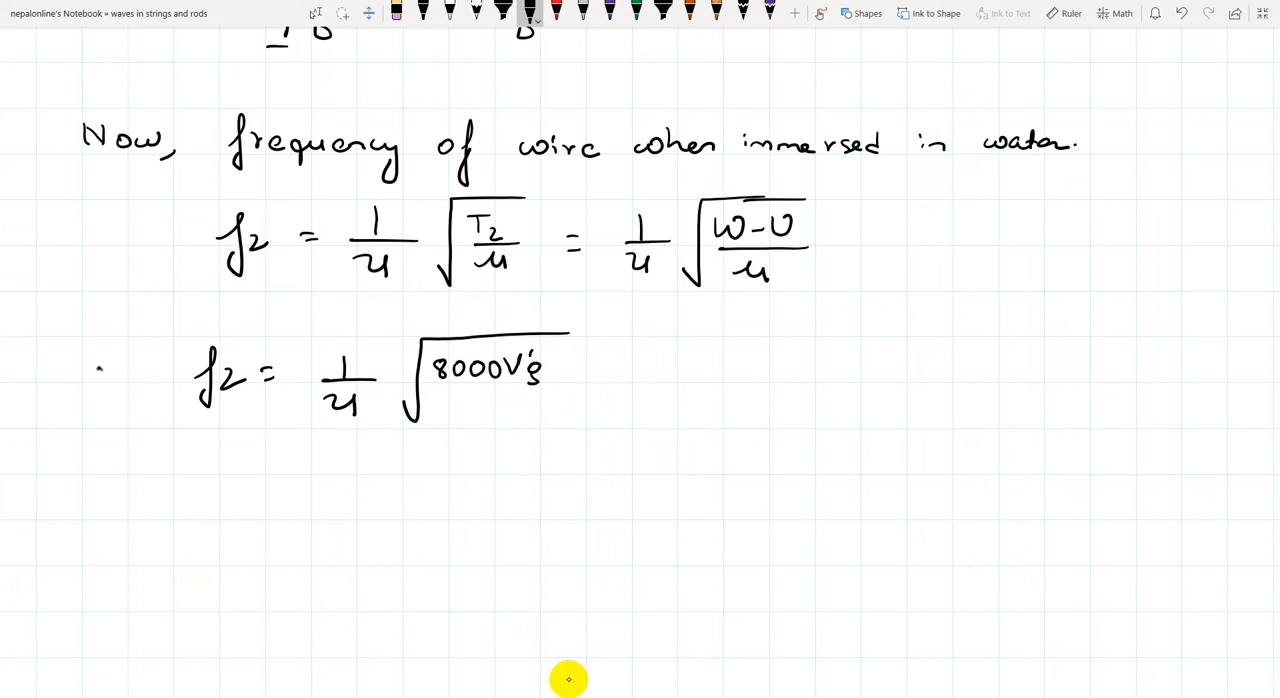 nepalonline's Notebook » waves in strings and rods
Shapes Ink to Shape Ink to Text Ruler Math
Now, frequency of wire when immersed in water.
f2 = 1/2l √(T2/μ) = 1/2l √((W-U)/μ)
f2 = 1/2l √(8000V'g